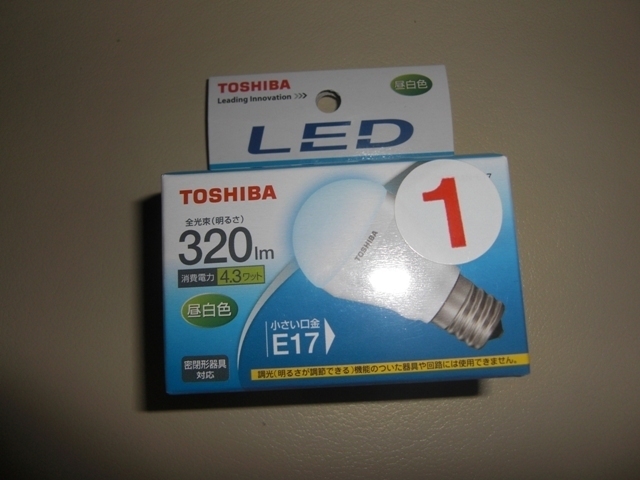 TOSHIBA
Leading Innovation >>>
昼白色
LED
TOSHIBA
全光束(明るさ)
320lm
消費電力 4.3ワット
昼白色
密閉形器具
対応
小さい口金
E17
TOSHIBA
1
7
調光(明るさが調節できる)機能のついた器具や回路には使用できません。